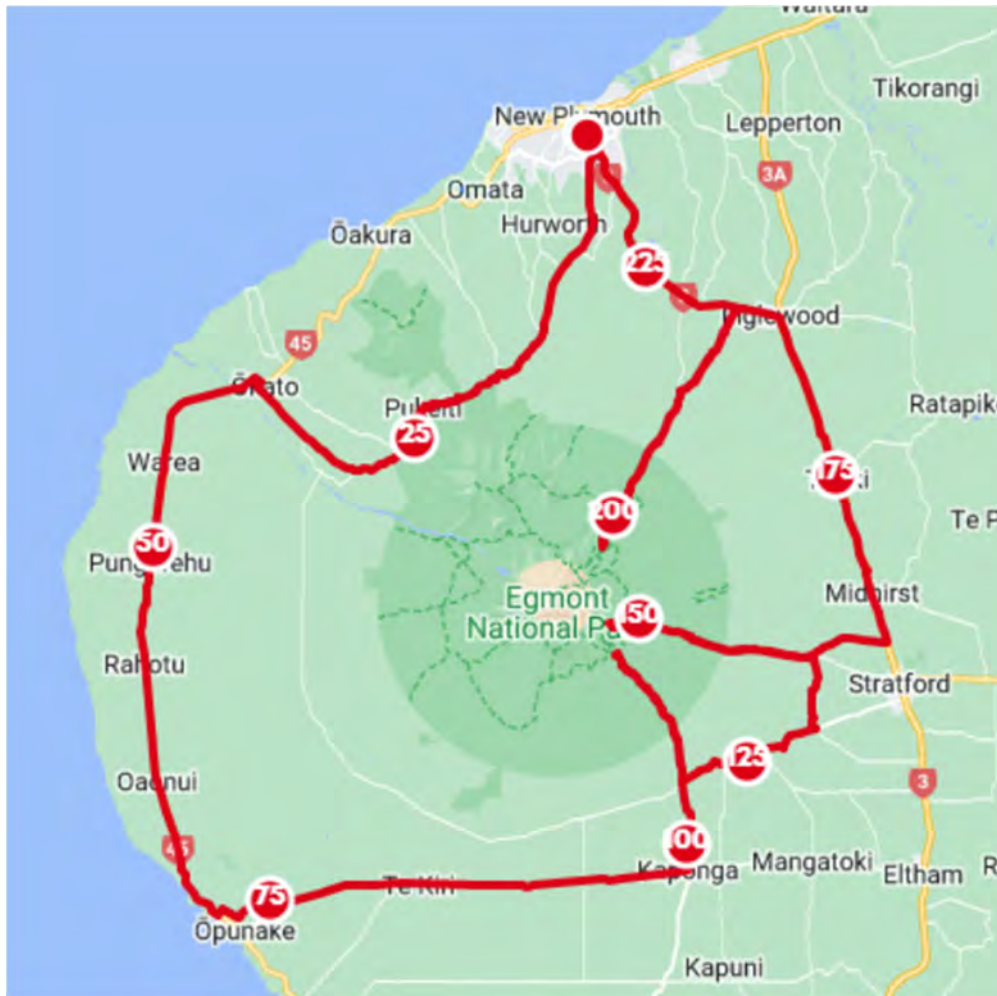 Waitara
Tikorangi
New Plymouth
Lepperton
3A
Omata
Hurworth
Ōakura
225
Inglewood
45
Ōkato
Pukeiti
Ratapiko
25
Warea
175
200
Te P
50
Pungarehu
Midhirst
Egmont
National Pa
150
Rahotu
Stratford
125
Oaonui
3
45
100
Kaponga
Mangatoki
Eltham
R
Te Kiri
75
Ōpunake
Kapuni